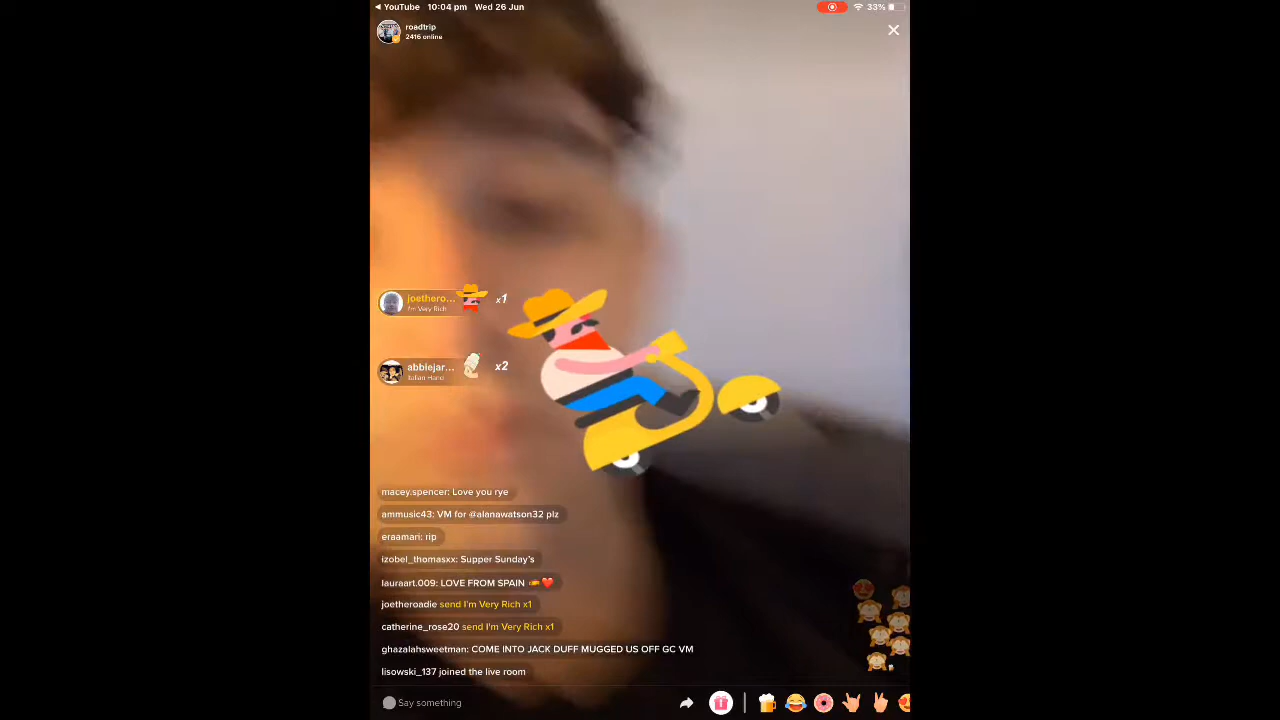 YouTube 10:04 pm Wed 26 Jun 33%
roadtrip
2416 online
joethero... x1
I'm Very Rich
abbiejar... x2
Italian Hand
macey.spencer: Love you rye
ammusic43: VM for @alanawatson32 plz
eraamari: rip
izobel_thomasxx: Supper Sunday's
lauraart.009: LOVE FROM SPAIN
joetheroadie send I'm Very Rich x1
catherine_rose20 send I'm Very Rich x1
ghazalahsweetman: COME INTO JACK DUFF MUGGED US OFF GC VM
lisowski_137 joined the live room
Say something